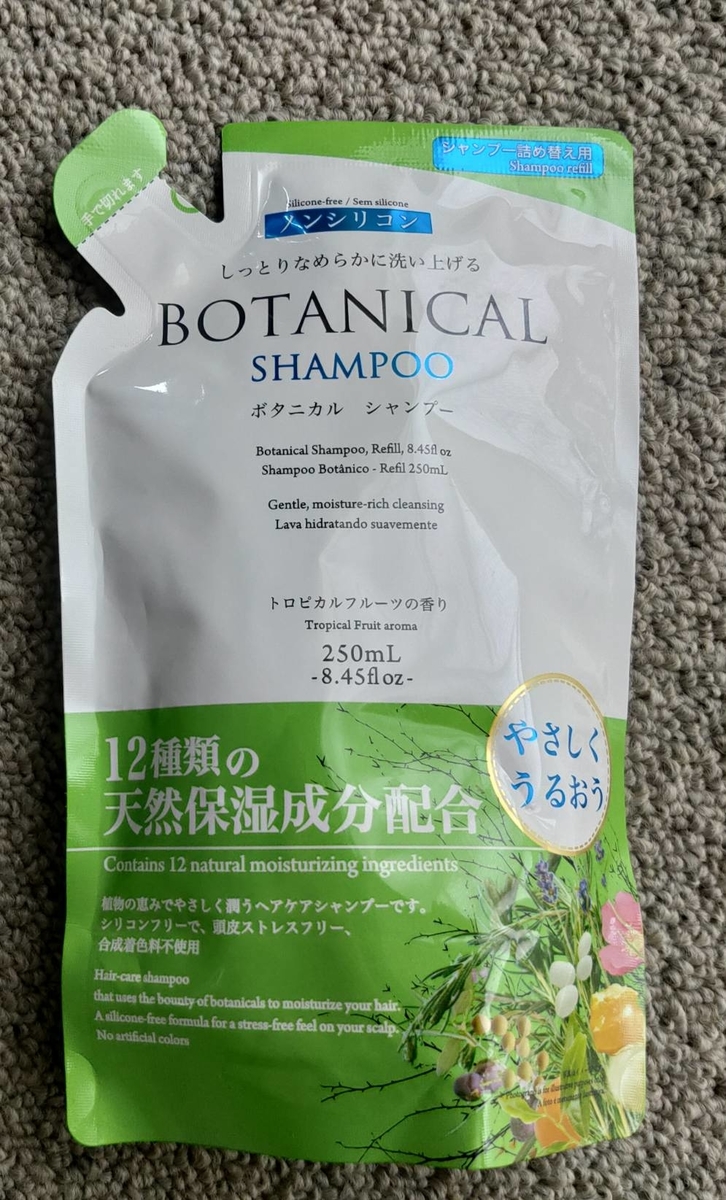 手で切れます
シャンプー詰め替え用
Shampoo refill
Silicone-free / Sem silicone
ノンシリコン
しっとりなめらかに洗い上げる
BOTANICAL
SHAMPOO
ボタニカル シャンプー
Botanical Shampoo, Refill, 8.45fl oz
Shampoo Botânico - Refil 250mL
Gentle, moisture-rich cleansing
Lava hidratando suavemente
トロピカルフルーツの香り
Tropical Fruit aroma
250mL
-8.45fl oz-
やさしく
うるおう
12種類の
天然保湿成分配合
Contains 12 natural moisturizing ingredients
植物の恵みでやさしく潤うヘアケアシャンプーです。
シリコンフリーで、頭皮ストレスフリー、
合成着色料不使用
Hair-care shampoo
that uses the bounty of botanicals to moisturize your hair.
A silicone-free formula for a stress-free feel on your scalp.
No artificial colors